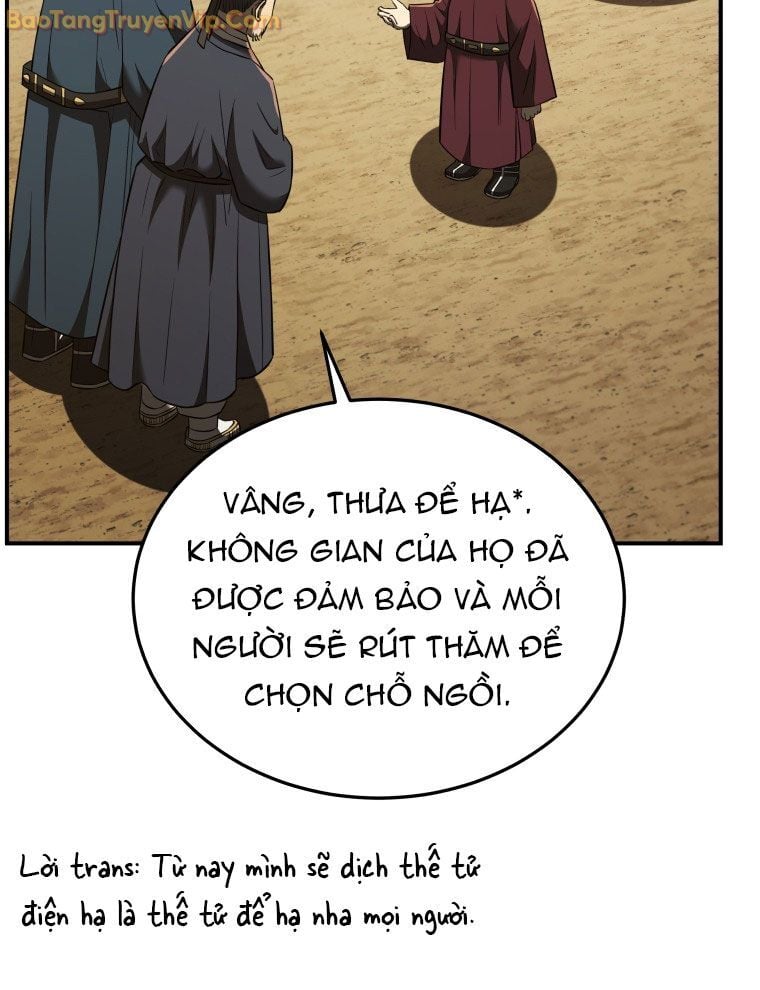 BaoTangTruyenVip.Com
VÂNG, THƯA ĐỂ HẠ*.
KHÔNG GIAN CỦA HỌ ĐÃ
ĐƯỢC ĐẢM BẢO VÀ MỖI
NGƯỜI SẼ RÚT THĂM ĐỂ
CHỌN CHỖ NGỒI.
Lời trans: Từ nay mình sẽ dịch thế tử
điện hạ là thế tử để hạ nha mọi người.